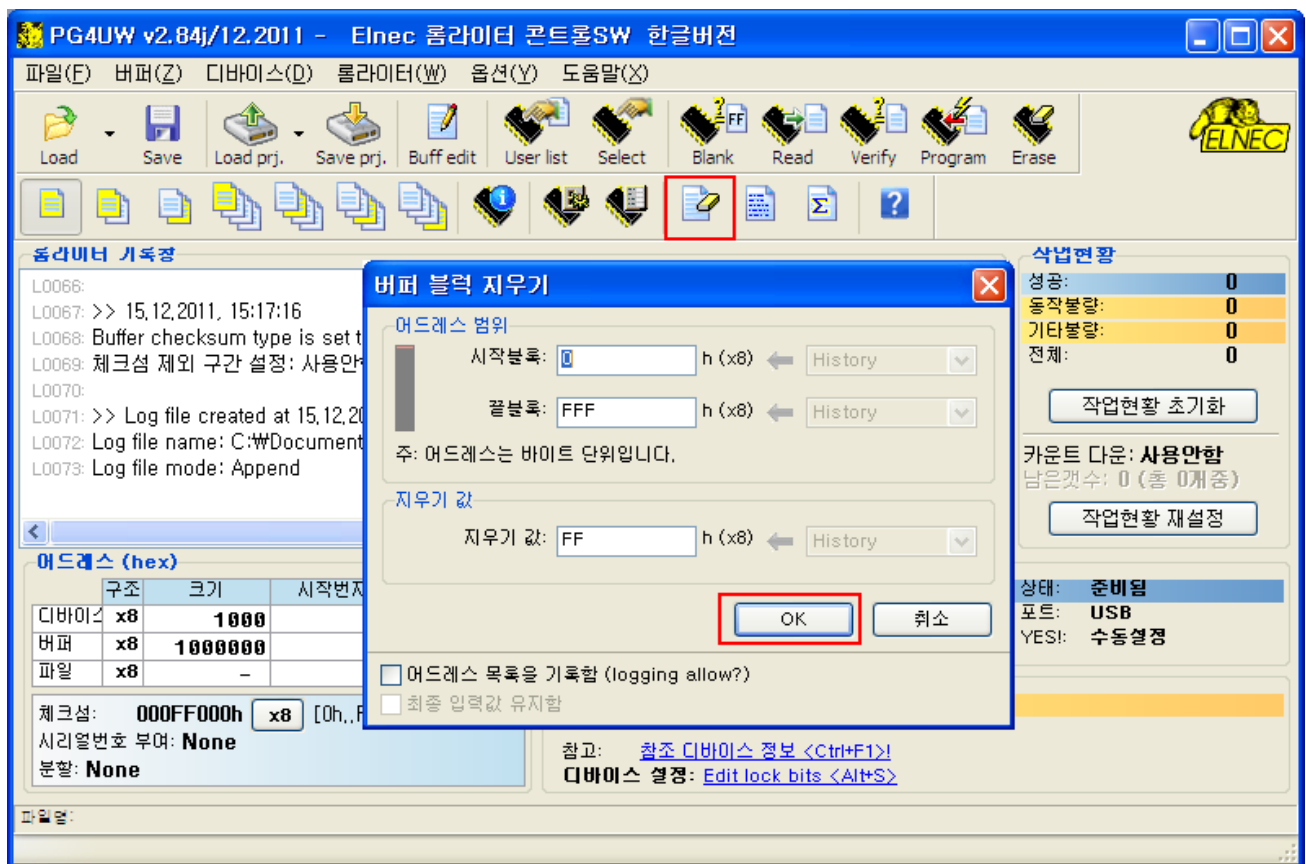 PG4UW v2.84j/12.2011 - Elnec 롬라이터 콘트롤SW 한글버전
파일(F) 버퍼(Z) 디바이스(D) 롬라이터(W) 옵션(Y) 도움말(X)
Load Save Load prj. Save prj. Buff edit User list Select Blank Read Verify Program Erase
ELNEC
롬라이터 기록장
L0066:
L0067: >> 15,12,2011, 15:17:16
L0068: Buffer checksum type is set t
L0069: 체크섬 제외 구간 설정: 사용안
L0070:
L0071: >> Log file created at 15,12,20
L0072: Log file name: C:\Document
L0073: Log file mode: Append
버퍼 블럭 지우기
어드레스 범위
시작블록: 0 h (x8) History
끝블록: FFF h (x8) History
주: 어드레스는 바이트 단위입니다.
지우기 값
지우기 값: FF h (x8) History
OK 취소
어드레스 목록을 기록함 (logging allow?)
최종 입력값 유지함
작업현황
성공: 0
동작불량: 0
기타불량: 0
전체: 0
작업현황 초기화
카운트 다운: 사용안함
남은갯수: 0 (총 0개중)
작업현황 재설정
어드레스 (hex)
구조 크기 시작번지
디바이스 x8 1000
버퍼 x8 1000000
파일 x8 -
상태: 준비됨
포트: USB
YES!: 수동설정
체크섬: 000FF000h x8 [0h,,F
시리얼번호 부여: None
분할: None
참고: 참조 디바이스 정보 <Ctrl+F1>!
디바이스 설정: Edit lock bits <Alt+S>
파일명: